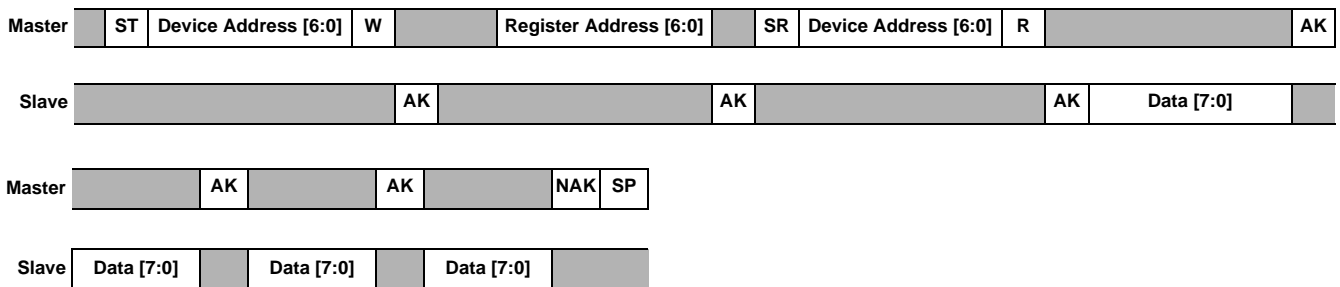 Master ST Device Address [6:0] W Register Address [6:0] SR Device Address [6:0] R AK
Slave AK AK AK Data [7:0]
Master AK AK NAK SP
Slave Data [7:0] Data [7:0] Data [7:0]